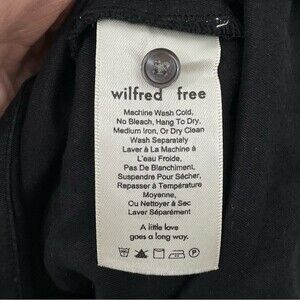 wilfred free
Machine Wash Cold,
No Bleach, Hang To Dry.
Medium Iron, Or Dry Clean
Wash Separately
Laver à La Machine à
L'eau Froide,
Pas De Blanchiment,
Suspendre Pour Sécher,
Repasser à Température
Moyenne,
Ou Nettoyer à Sec
Laver Séparément
A little love
goes a long way.